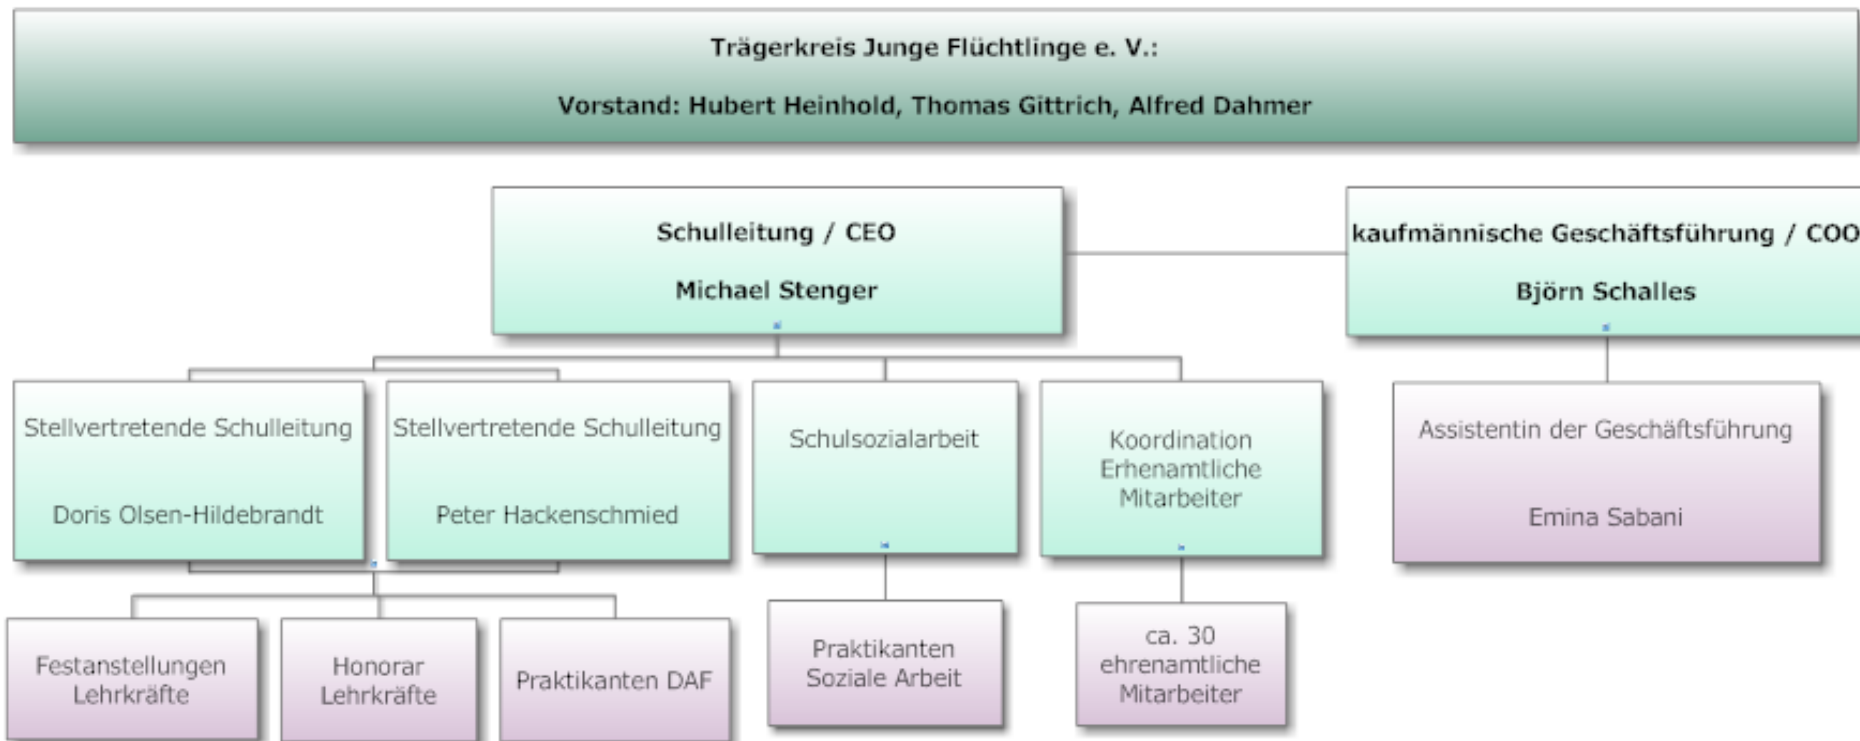 Trägerkreis Junge Flüchtlinge e. V.:
Vorstand: Hubert Heinhold, Thomas Gittrich, Alfred Dahmer
Schulleitung / CEO
Michael Stenger
kaufmännische Geschäftsführung / COO
Björn Schalles
Stellvertretende Schulleitung
Doris Olsen-Hildebrandt
Stellvertretende Schulleitung
Peter Hackenschmied
Schulsozialarbeit
Koordination
Erhenamtliche
Mitarbeiter
Assistentin der Geschäftsführung
Emina Sabani
Festanstellungen
Lehrkräfte
Honorar
Lehrkräfte
Praktikanten DAF
Praktikanten
Soziale Arbeit
ca. 30
ehrenamtliche
Mitarbeiter